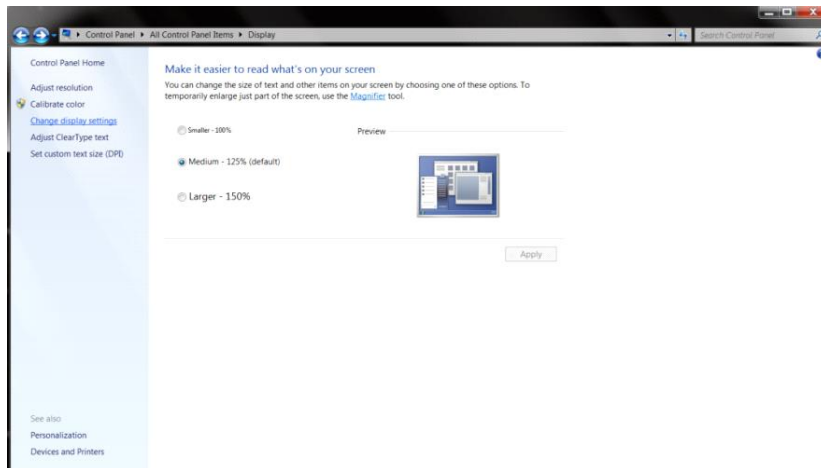 Control Panel ▸ All Control Panel Items ▸ Display
Search Control Panel
Control Panel Home
Adjust resolution
Calibrate color
Change display settings
Adjust ClearType text
Set custom text size (DPI)
See also
Personalization
Devices and Printers
Make it easier to read what's on your screen
You can change the size of text and other items on your screen by choosing one of these options. To
temporarily enlarge just part of the screen, use the Magnifier tool.
Smaller - 100%
Preview
Medium - 125% (default)
Larger - 150%
Apply